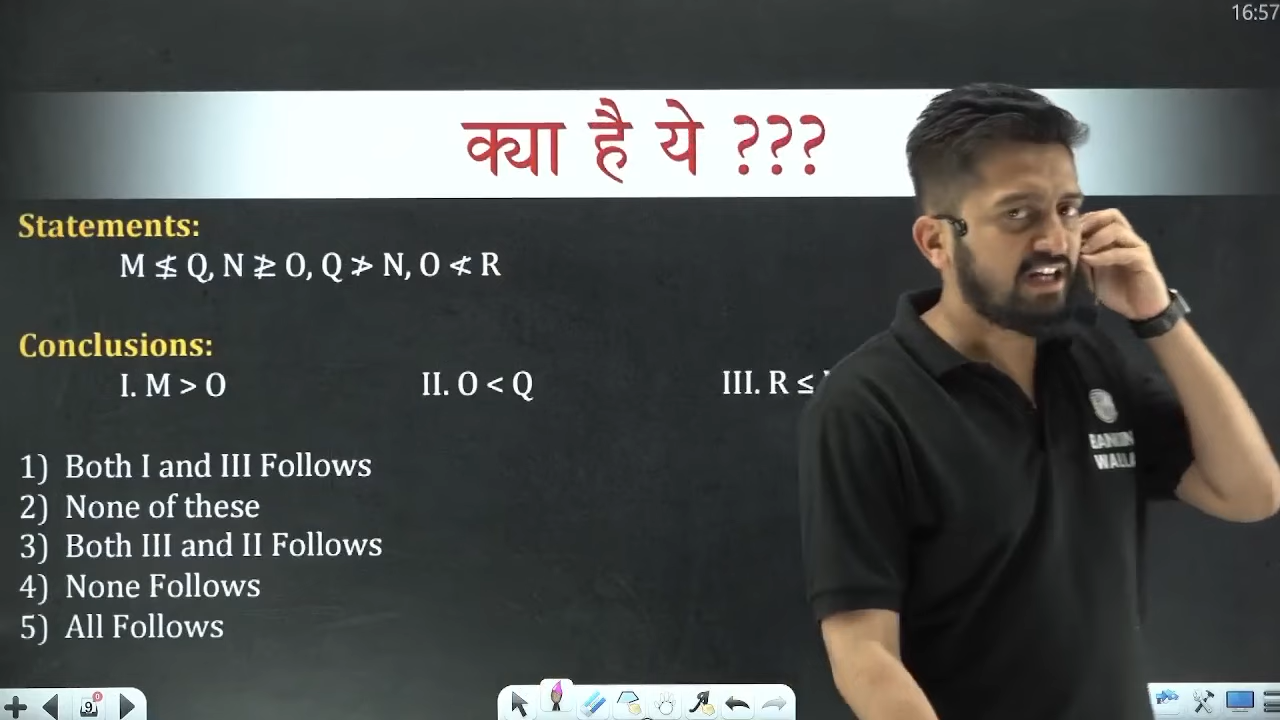 16:57
क्या है ये ???
Statements:
M ≰ Q, N ≱ O, Q ≯ N, O ≮ R
Conclusions:
I. M > O II. O < Q III. R ≤
1) Both I and III Follows
2) None of these
3) Both III and II Follows
4) None Follows
5) All Follows
9